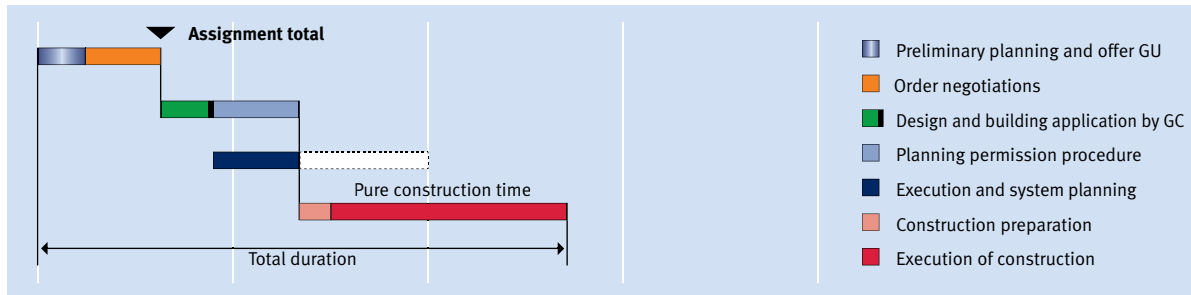 Assignment total
Pure construction time
Total duration
Preliminary planning and offer GU
Order negotiations
Design and building application by GC
Planning permission procedure
Execution and system planning
Construction preparation
Execution of construction